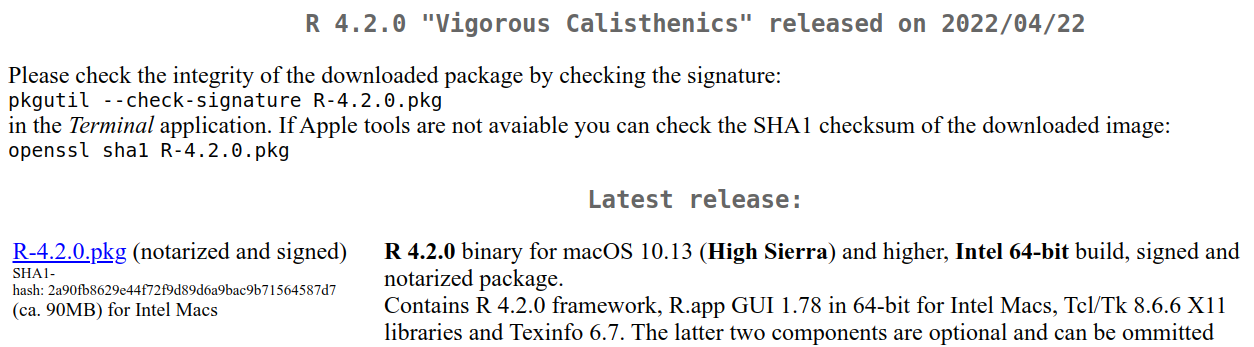 R 4.2.0 "Vigorous Calisthenics" released on 2022/04/22
Please check the integrity of the downloaded package by checking the signature:
pkgutil --check-signature R-4.2.0.pkg
in the Terminal application. If Apple tools are not avaiable you can check the SHA1 checksum of the downloaded image:
openssl sha1 R-4.2.0.pkg
Latest release:
R-4.2.0.pkg (notarized and signed)
SHA1-
hash: 2a90fb8629e44f72f9d89d6a9bac9b71564587d7
(ca. 90MB) for Intel Macs
R 4.2.0 binary for macOS 10.13 (High Sierra) and higher, Intel 64-bit build, signed and
notarized package.
Contains R 4.2.0 framework, R.app GUI 1.78 in 64-bit for Intel Macs, Tcl/Tk 8.6.6 X11
libraries and Texinfo 6.7. The latter two components are optional and can be ommitted